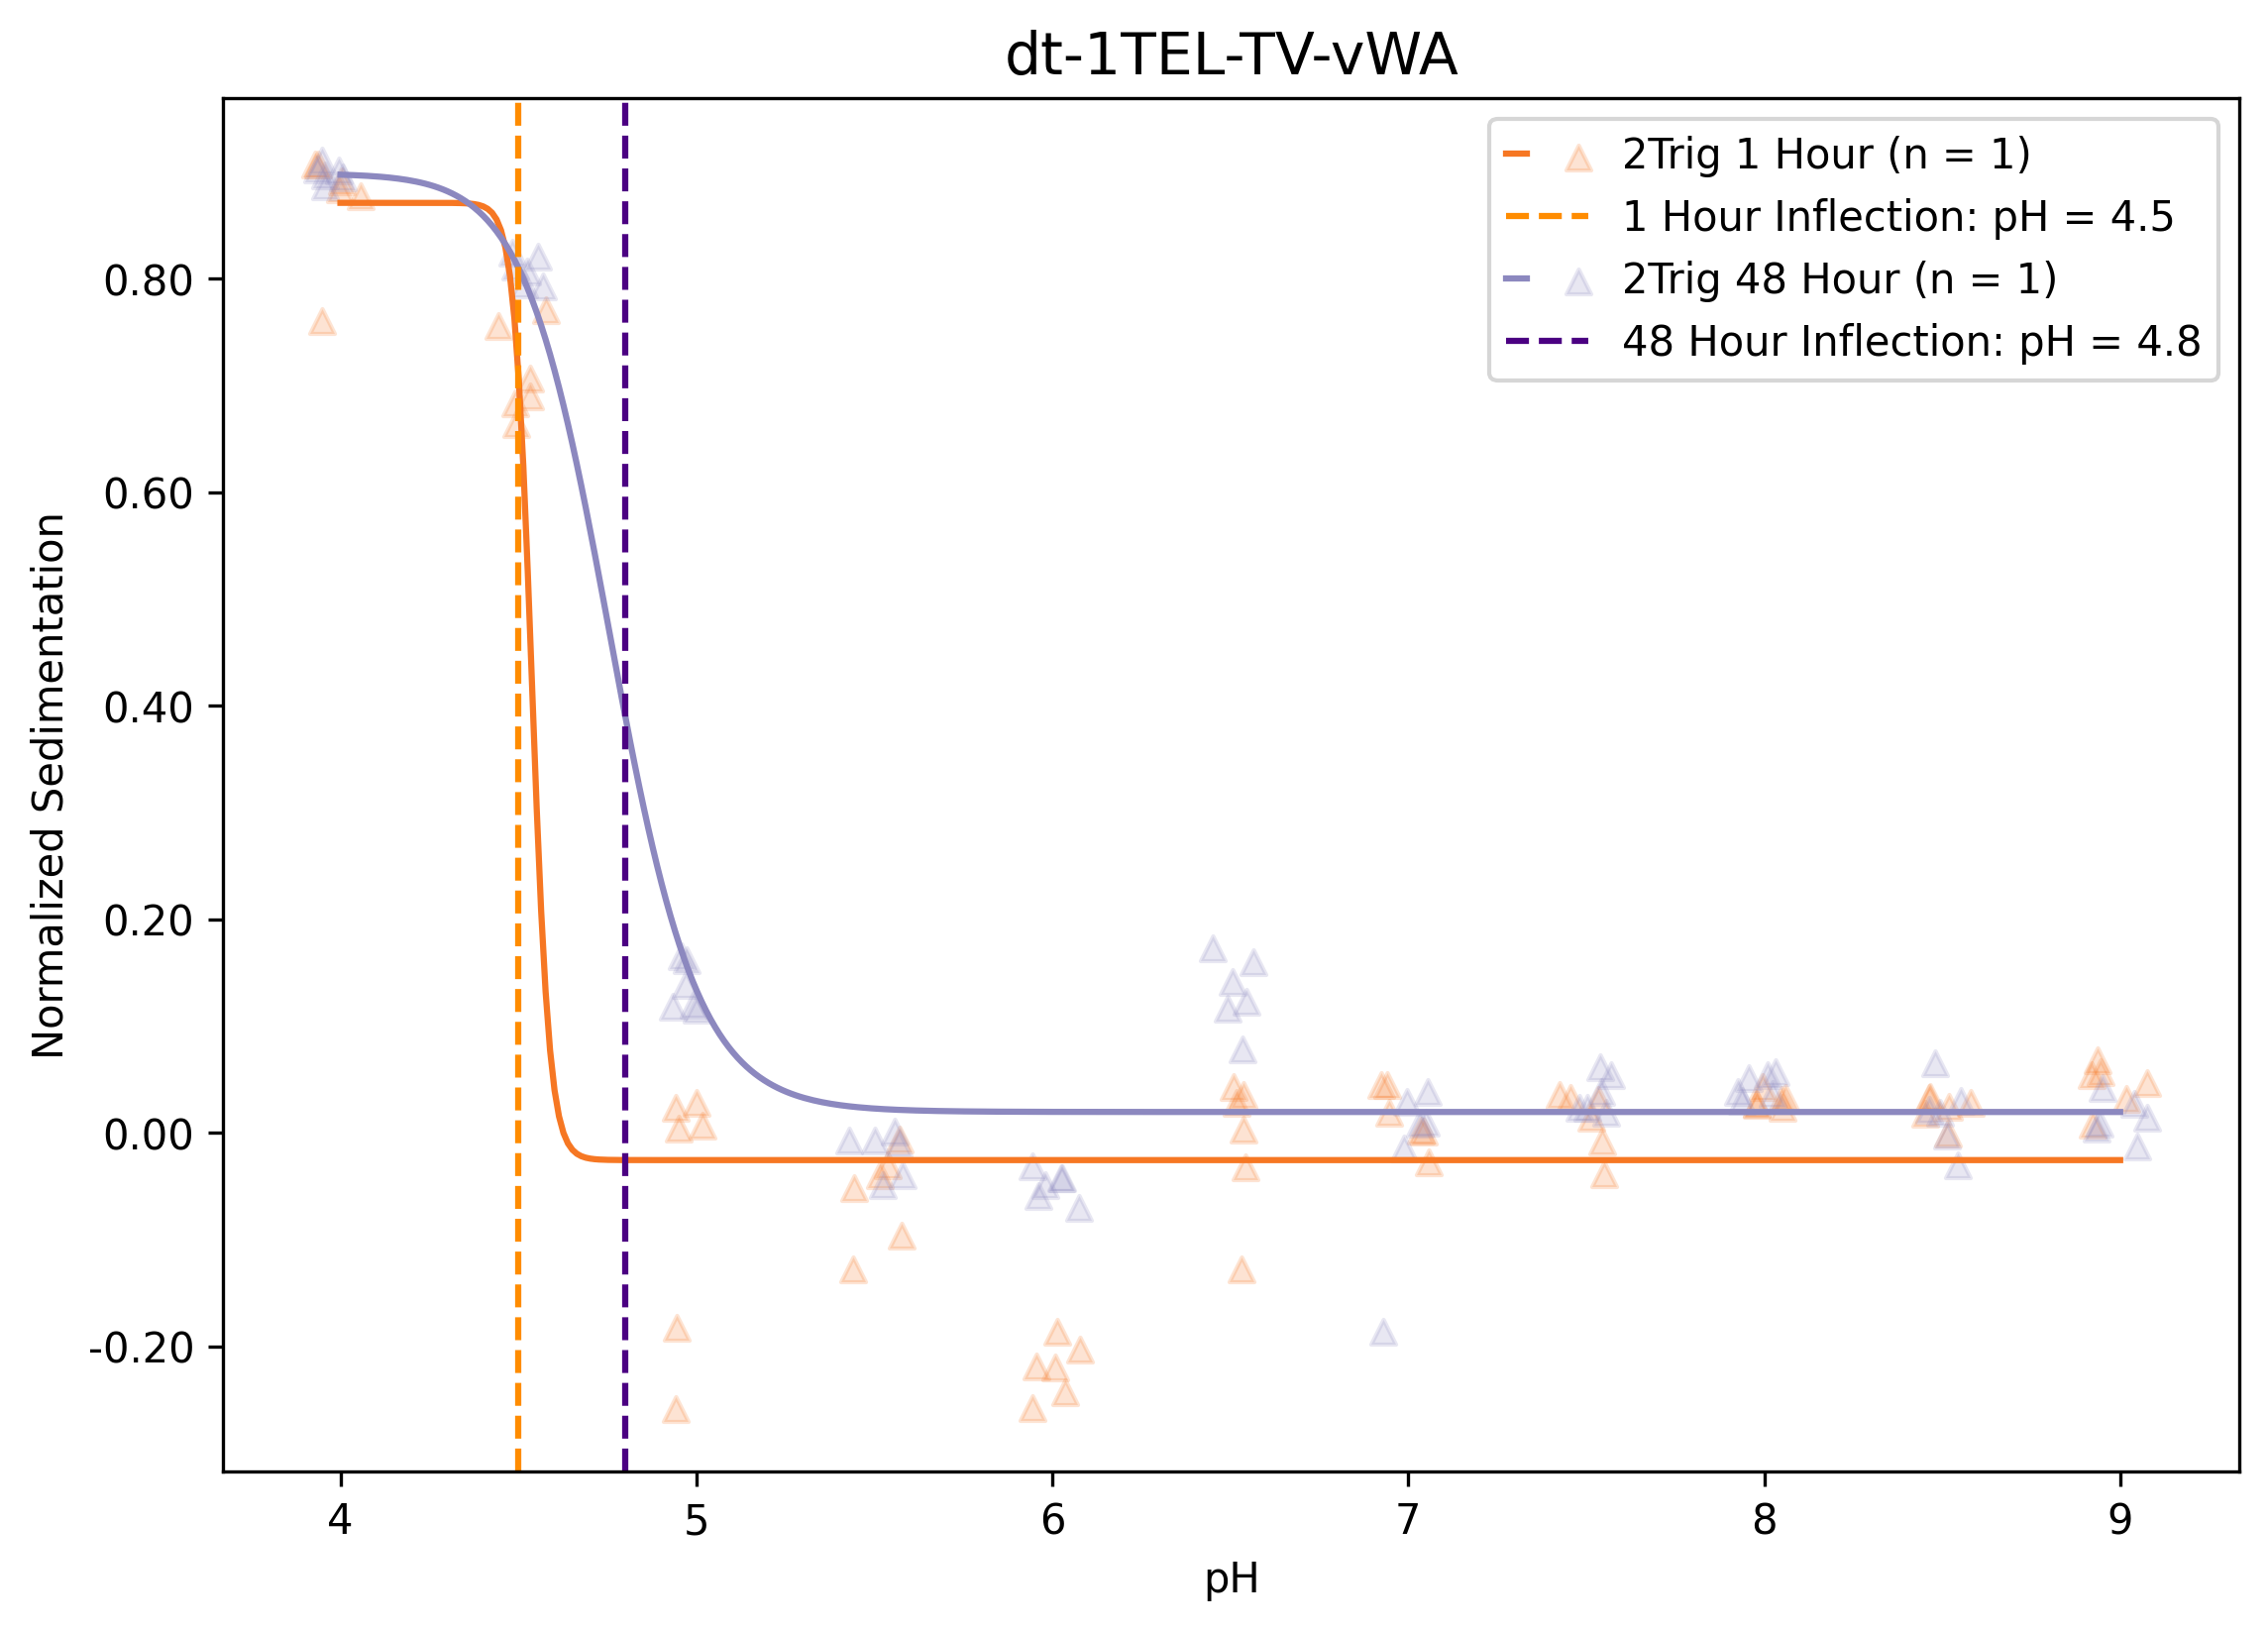 dt-1TEL-TV-vWA
2Trig 1 Hour (n = 1)
1 Hour Inflection: pH = 4.5
2Trig 48 Hour (n = 1)
48 Hour Inflection: pH = 4.8
Normalized Sedimentation
0.80
0.60
0.40
0.20
0.00
-0.20
4 5 6 7 8 9
pH